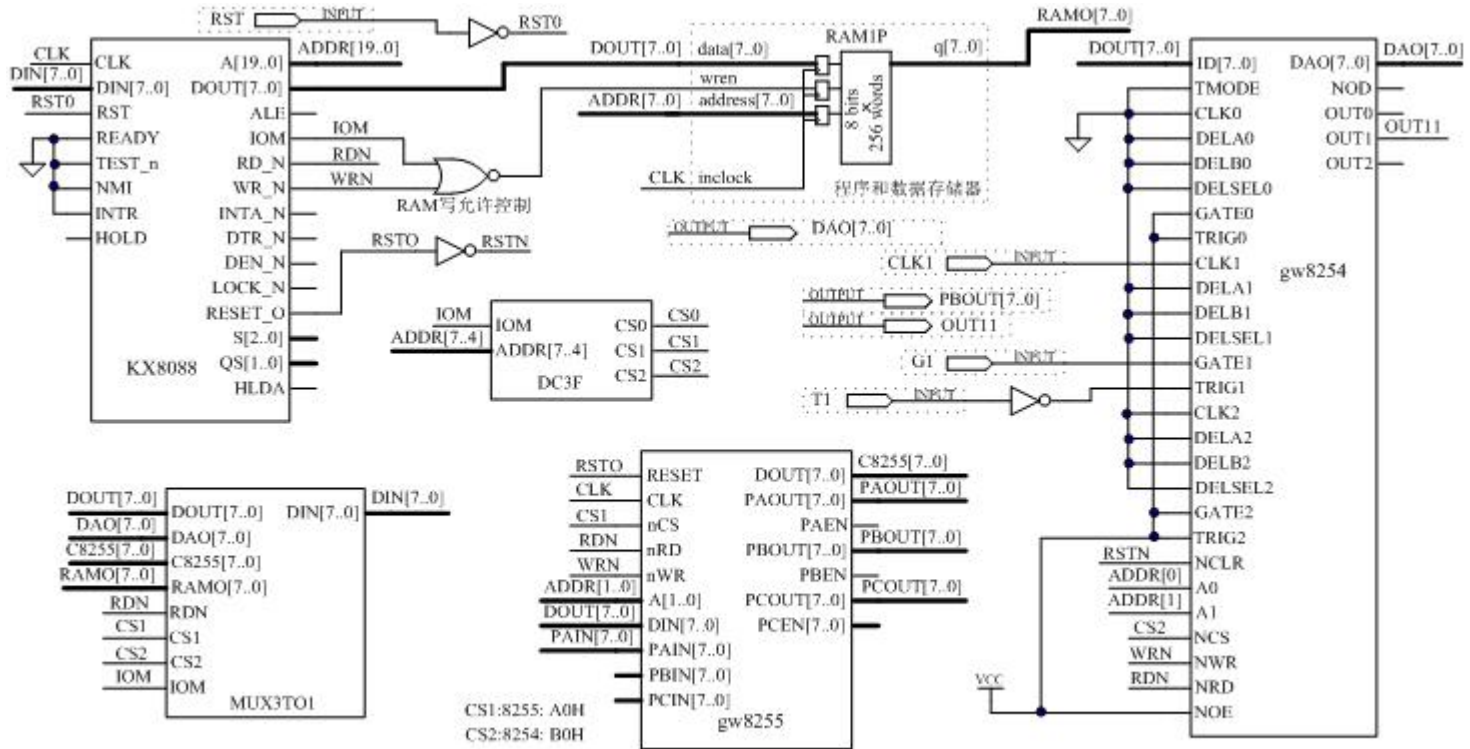 RST
INPUT
RST0
CLK
DIN[7..0]
RST0
CLK
DIN[7..0]
RST
READY
TEST_n
NMI
INTR
HOLD
A[19..0]
DOUT[7..0]
ALE
IOM
RD_N
WR_N
INTA_N
DTR_N
DEN_N
LOCK_N
RESET_O
S[2..0]
QS[1..0]
HLDA
KX8088
ADDR[19..0]
IOM
RDN
WRN
RAM写允许控制
RSTO
RSTN
RAM1P
DOUT[7..0]
data[7..0]
wren
ADDR[7..0]
address[7..0]
CLK
inclock
8 bits
×
256 words
q[7..0]
RAMO[7..0]
程序和数据存储器
OUTPUT
DAO[7..0]
CLK1
INPUT
OUTPUT
PBOUT[7..0]
OUTPUT
OUT11
G1
INPUT
T1
INPUT
IOM
ADDR[7..4]
IOM
ADDR[7..4]
CS0
CS1
CS2
DC3F
CS0
CS1
CS2
DOUT[7..0]
DAO[7..0]
C8255[7..0]
RAMO[7..0]
RDN
CS1
CS2
IOM
DOUT[7..0]
DAO[7..0]
C8255[7..0]
RAMO[7..0]
RDN
CS1
CS2
IOM
DIN[7..0]
MUX3TO1
DIN[7..0]
RSTO
CLK
CS1
RDN
WRN
ADDR[1..0]
DOUT[7..0]
PAIN[7..0]
RESET
CLK
nCS
nRD
nWR
A[1..0]
DIN[7..0]
PAIN[7..0]
PBIN[7..0]
PCIN[7..0]
DOUT[7..0]
PAOUT[7..0]
PAEN
PBOUT[7..0]
PBEN
PCOUT[7..0]
PCEN[7..0]
gw8255
C8255[7..0]
PAOUT[7..0]
PBOUT[7..0]
PCOUT[7..0]
CS1:8255: A0H
CS2:8254: B0H
DOUT[7..0]
ID[7..0]
TMODE
CLK0
DELA0
DELB0
DELSEL0
GATE0
TRIG0
CLK1
DELA1
DELB1
DELSEL1
GATE1
TRIG1
CLK2
DELA2
DELB2
DELSEL2
GATE2
TRIG2
NCLR
A0
A1
NCS
NWR
NRD
NOE
DAO[7..0]
NOD
OUT0
OUT1
OUT2
gw8254
DAO[7..0]
OUT11
RSTN
ADDR[0]
ADDR[1]
CS2
WRN
RDN
VCC